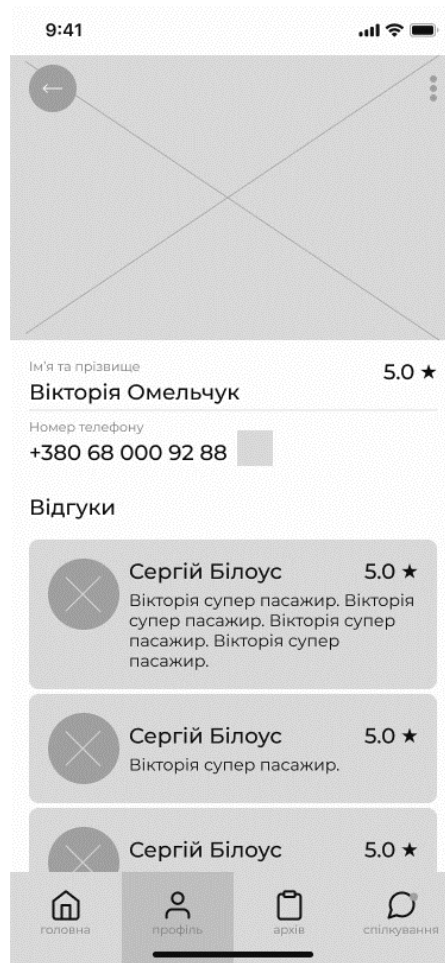 9:41
Ім'я та прізвище
5.0 ★
Вікторія Омельчук
Номер телефону
+380 68 000 92 88
Відгуки
Сергій Білоус 5.0 ★
Вікторія супер пасажир. Вікторія
супер пасажир. Вікторія супер
пасажир. Вікторія супер
пасажир.
Сергій Білоус 5.0 ★
Вікторія супер пасажир.
Сергій Білоус 5.0 ★
головна профіль архів спілкування